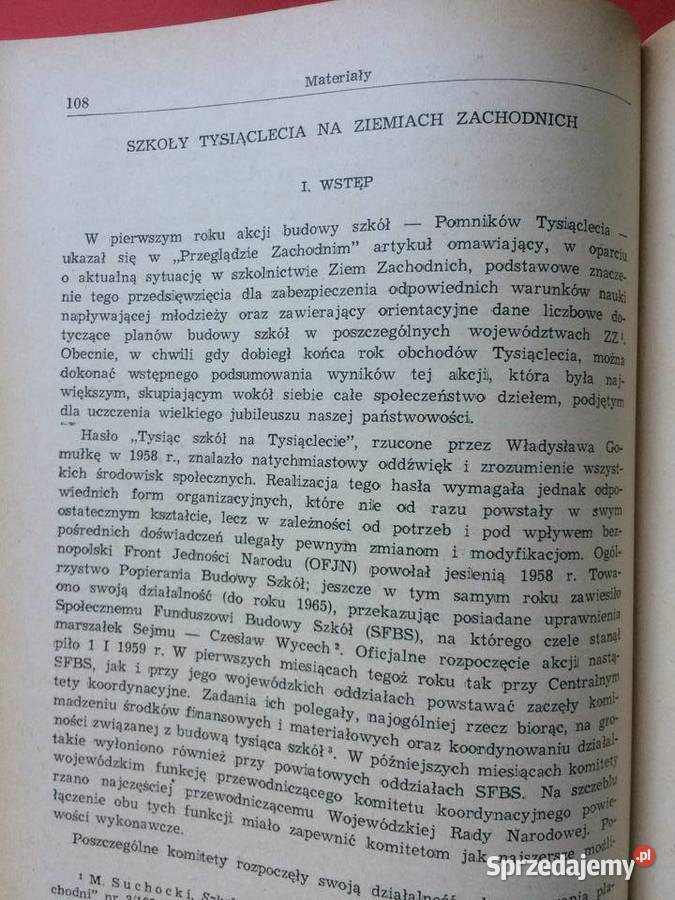 Materiały
108
SZKOŁY TYSIĄCLECIA NA ZIEMIACH ZACHODNICH
I. WSTĘP
W pierwszym roku akcji budowy szkół — Pomników Tysiąclecia —
ukazał się w „Przeglądzie Zachodnim" artykuł omawiający, w oparciu
o aktualną sytuację w szkolnictwie Ziem Zachodnich, podstawowe znacze-
nie tego przedsięwzięcia dla zabezpieczenia odpowiednich warunków nauki
napływającej młodzieży oraz zawierający orientacyjne dane liczbowe do-
tyczące planów budowy szkół w poszczególnych województwach ZZ ¹.
Obecnie, w chwili gdy dobiegł końca rok obchodów Tysiąclecia, można
dokonać wstępnego podsumowania wyników tej akcji, która była naj-
większym, skupiającym wokół siebie całe społeczeństwo dziełem, podjętym
dla uczczenia wielkiego jubileuszu naszej państwowości.
Hasło „Tysiąc szkół na Tysiąclecie", rzucone przez Władysława Go-
mułkę w 1958 r., znalazło natychmiastowy oddźwięk i zrozumienie wszyst-
kich środowisk społecznych. Realizacja tego hasła wymagała jednak odpo-
wiednich form organizacyjnych, które nie od razu powstały w swym
ostatecznym kształcie, lecz w zależności od potrzeb i pod wpływem bez-
pośrednich doświadczeń ulegały pewnym zmianom i modyfikacjom. Ogól-
nopolski Front Jedności Narodu (OFJN) powołał jesienią 1958 r. Towa-
rzystwo Popierania Budowy Szkół; jeszcze w tym samym roku zawiesiło
ono swoją działalność (do roku 1965), przekazując posiadane uprawnienia
Społecznemu Funduszowi Budowy Szkół (SFBS), na którego czele stanął
marszałek Sejmu — Czesław Wycech ². Oficjalne rozpoczęcie akcji nastą-
piło 1 I 1959 r. W pierwszych miesiącach tegoż roku tak przy Centralnym
SFBS, jak i przy jego wojewódzkich oddziałach powstawać zaczęły komi-
tety koordynacyjne. Zadania ich polegały, najogólniej rzecz biorąc, na gro-
madzeniu środków finansowych i materiałowych oraz koordynowaniu działal-
ności związanej z budową tysiąca szkół ³. W późniejszych miesiącach komitety
takie wyłoniono również przy powiatowych oddziałach SFBS. Na szczeblu
wojewódzkim funkcję przewodniczącego komitetu koordynacyjnego powie-
rzano najczęściej przewodniczącemu Wojewódzkiej Rady Narodowej. Po-
łączenie obu tych funkcji miało zapewnić komitetom jak najszersze możli-
wości wykonawcze.
Poszczególne komitety rozpoczęły swoją działalność
¹ M. Suchocki,
chodni" nr
Sprzedajemy.pl